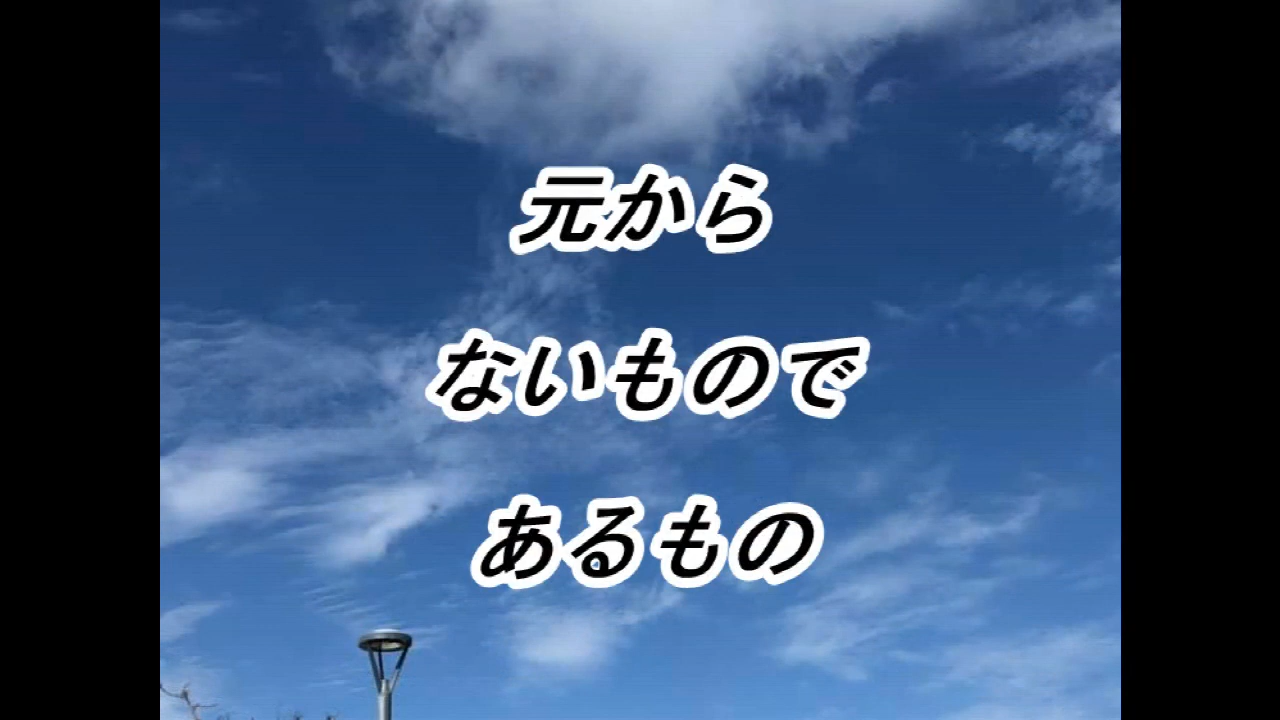 元から
ないもので
あるもの